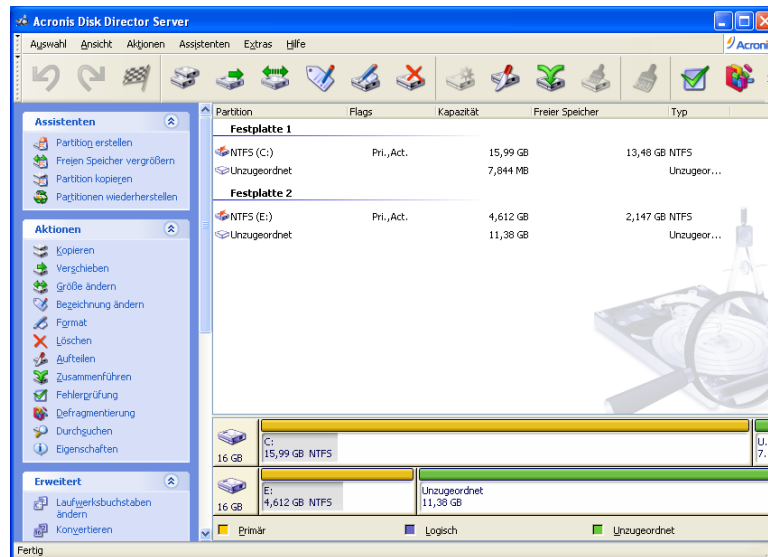 Acronis Disk Director Server
Auswahl Ansicht Aktionen Assistenten Extras Hilfe
Acroni
Assistenten
Partition erstellen
Freien Speicher vergrößern
Partition kopieren
Partitionen wiederherstellen
Aktionen
Kopieren
Verschieben
Größe ändern
Bezeichnung ändern
Format
Löschen
Aufteilen
Zusammenführen
Fehlerprüfung
Defragmentierung
Durchsuchen
Eigenschaften
Erweitert
Laufwerksbuchstaben
ändern
Konvertieren
Partition Flags Kapazität Freier Speicher Typ
Festplatte 1
NTFS (C:) Pri.,Act. 15,99 GB 13,48 GB NTFS
Unzugeordnet 7,844 MB Unzugeor...
Festplatte 2
NTFS (E:) Pri.,Act. 4,612 GB 2,147 GB NTFS
Unzugeordnet 11,38 GB Unzugeor...
16 GB
C:
15,99 GB NTFS
U.
7.
16 GB
E:
4,612 GB NTFS
Unzugeordnet
11,38 GB
Primär Logisch Unzugeordnet
Fertig